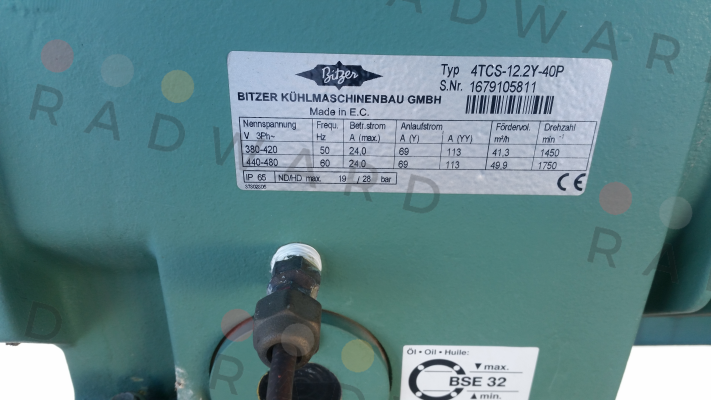 Bitzer
Typ 4TCS-12.2Y-40P
S.Nr. 1679105811
BITZER KÜHLMASCHINENBAU GMBH
Made in E.C.
Nennspannung Frequ. Betr.strom Anlaufstrom Fördervol. Drehzahl
V 3Ph~ Hz A (max.) A (Y) A (YY) m³/h min⁻¹
380-420 50 24.0 69 113 41.3 1450
440-480 60 24.0 69 113 49.9 1750
IP 65 ND/HD max. 19 / 28 bar
CE
Öl • Oil • Huile:
max.
BSE 32
min.
RADWARD
RADWARD
RADWARD
RADWARD